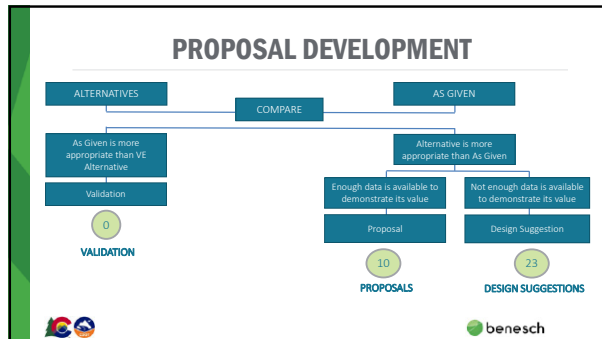 PROPOSAL DEVELOPMENT
ALTERNATIVES
AS GIVEN
COMPARE
As Given is more
appropriate than VE
Alternative
Alternative is more
appropriate than As Given
Validation
Enough data is available to
demonstrate its value
Not enough data is available
to demonstrate its value
Proposal
Design Suggestion
0
VALIDATION
10
PROPOSALS
23
DESIGN SUGGESTIONS
benesch